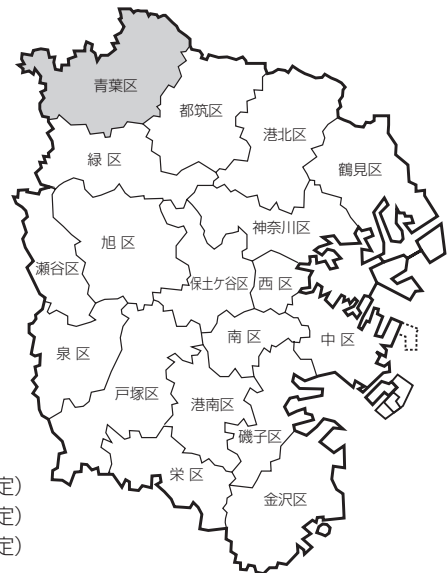 青葉区
都筑区
港北区
緑 区
鶴見区
神奈川区
旭 区
瀬谷区
保土ケ谷区
西 区
泉 区
南 区
中 区
戸塚区
港南区
磯子区
栄 区
金沢区
定）
定）
定）